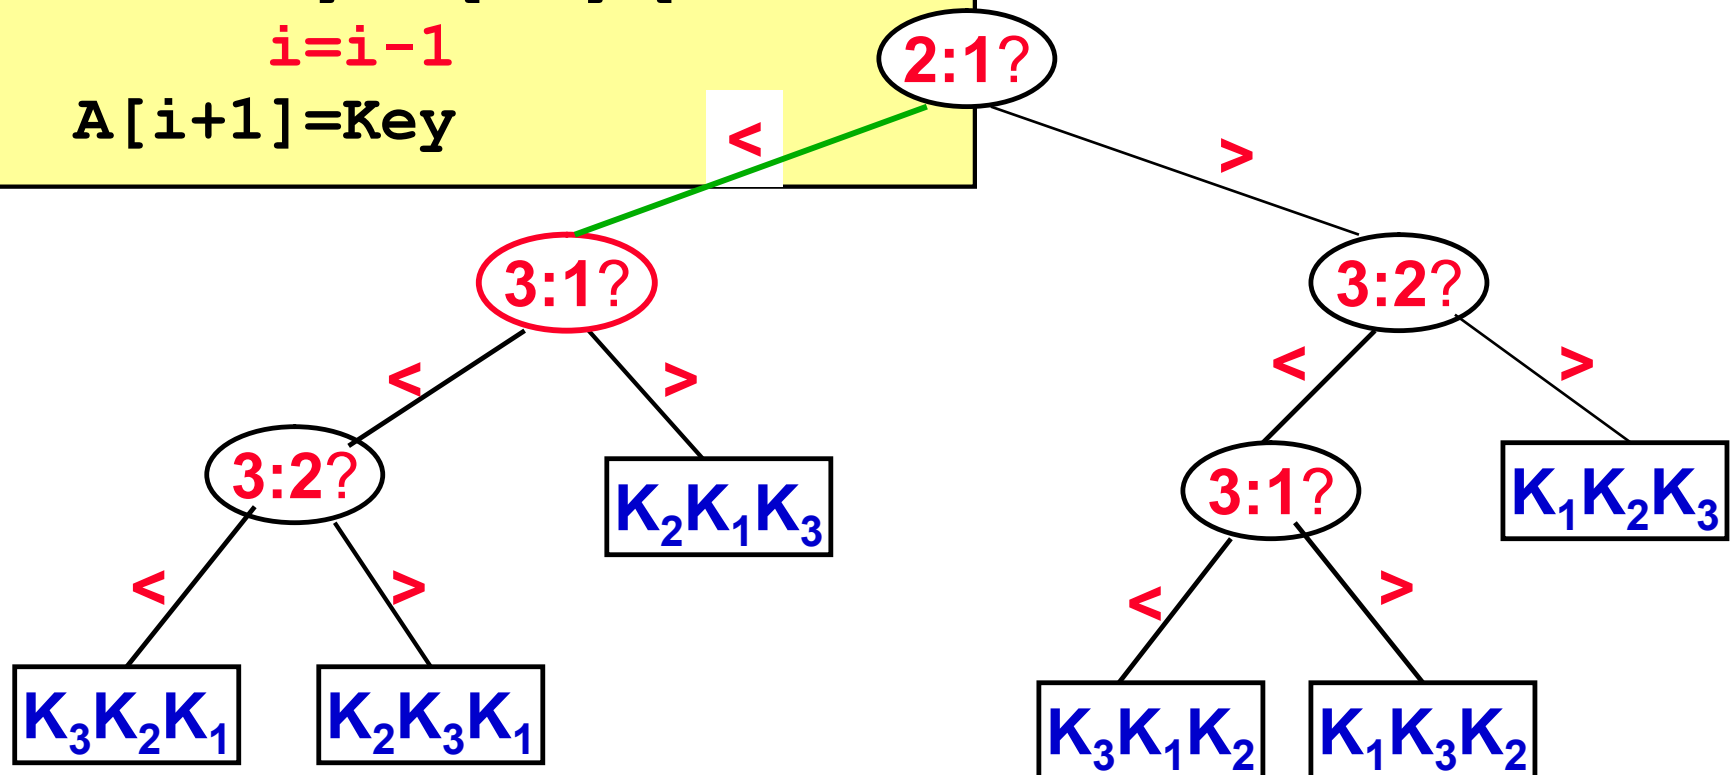 i=i-1
A[i+1]=Key
2:1?
<
>
3:1?
3:2?
<
>
<
>
3:2?
K₂K₁K₃
3:1?
K₁K₂K₃
<
>
<
>
K₃K₂K₁
K₂K₃K₁
K₃K₁K₂
K₁K₃K₂